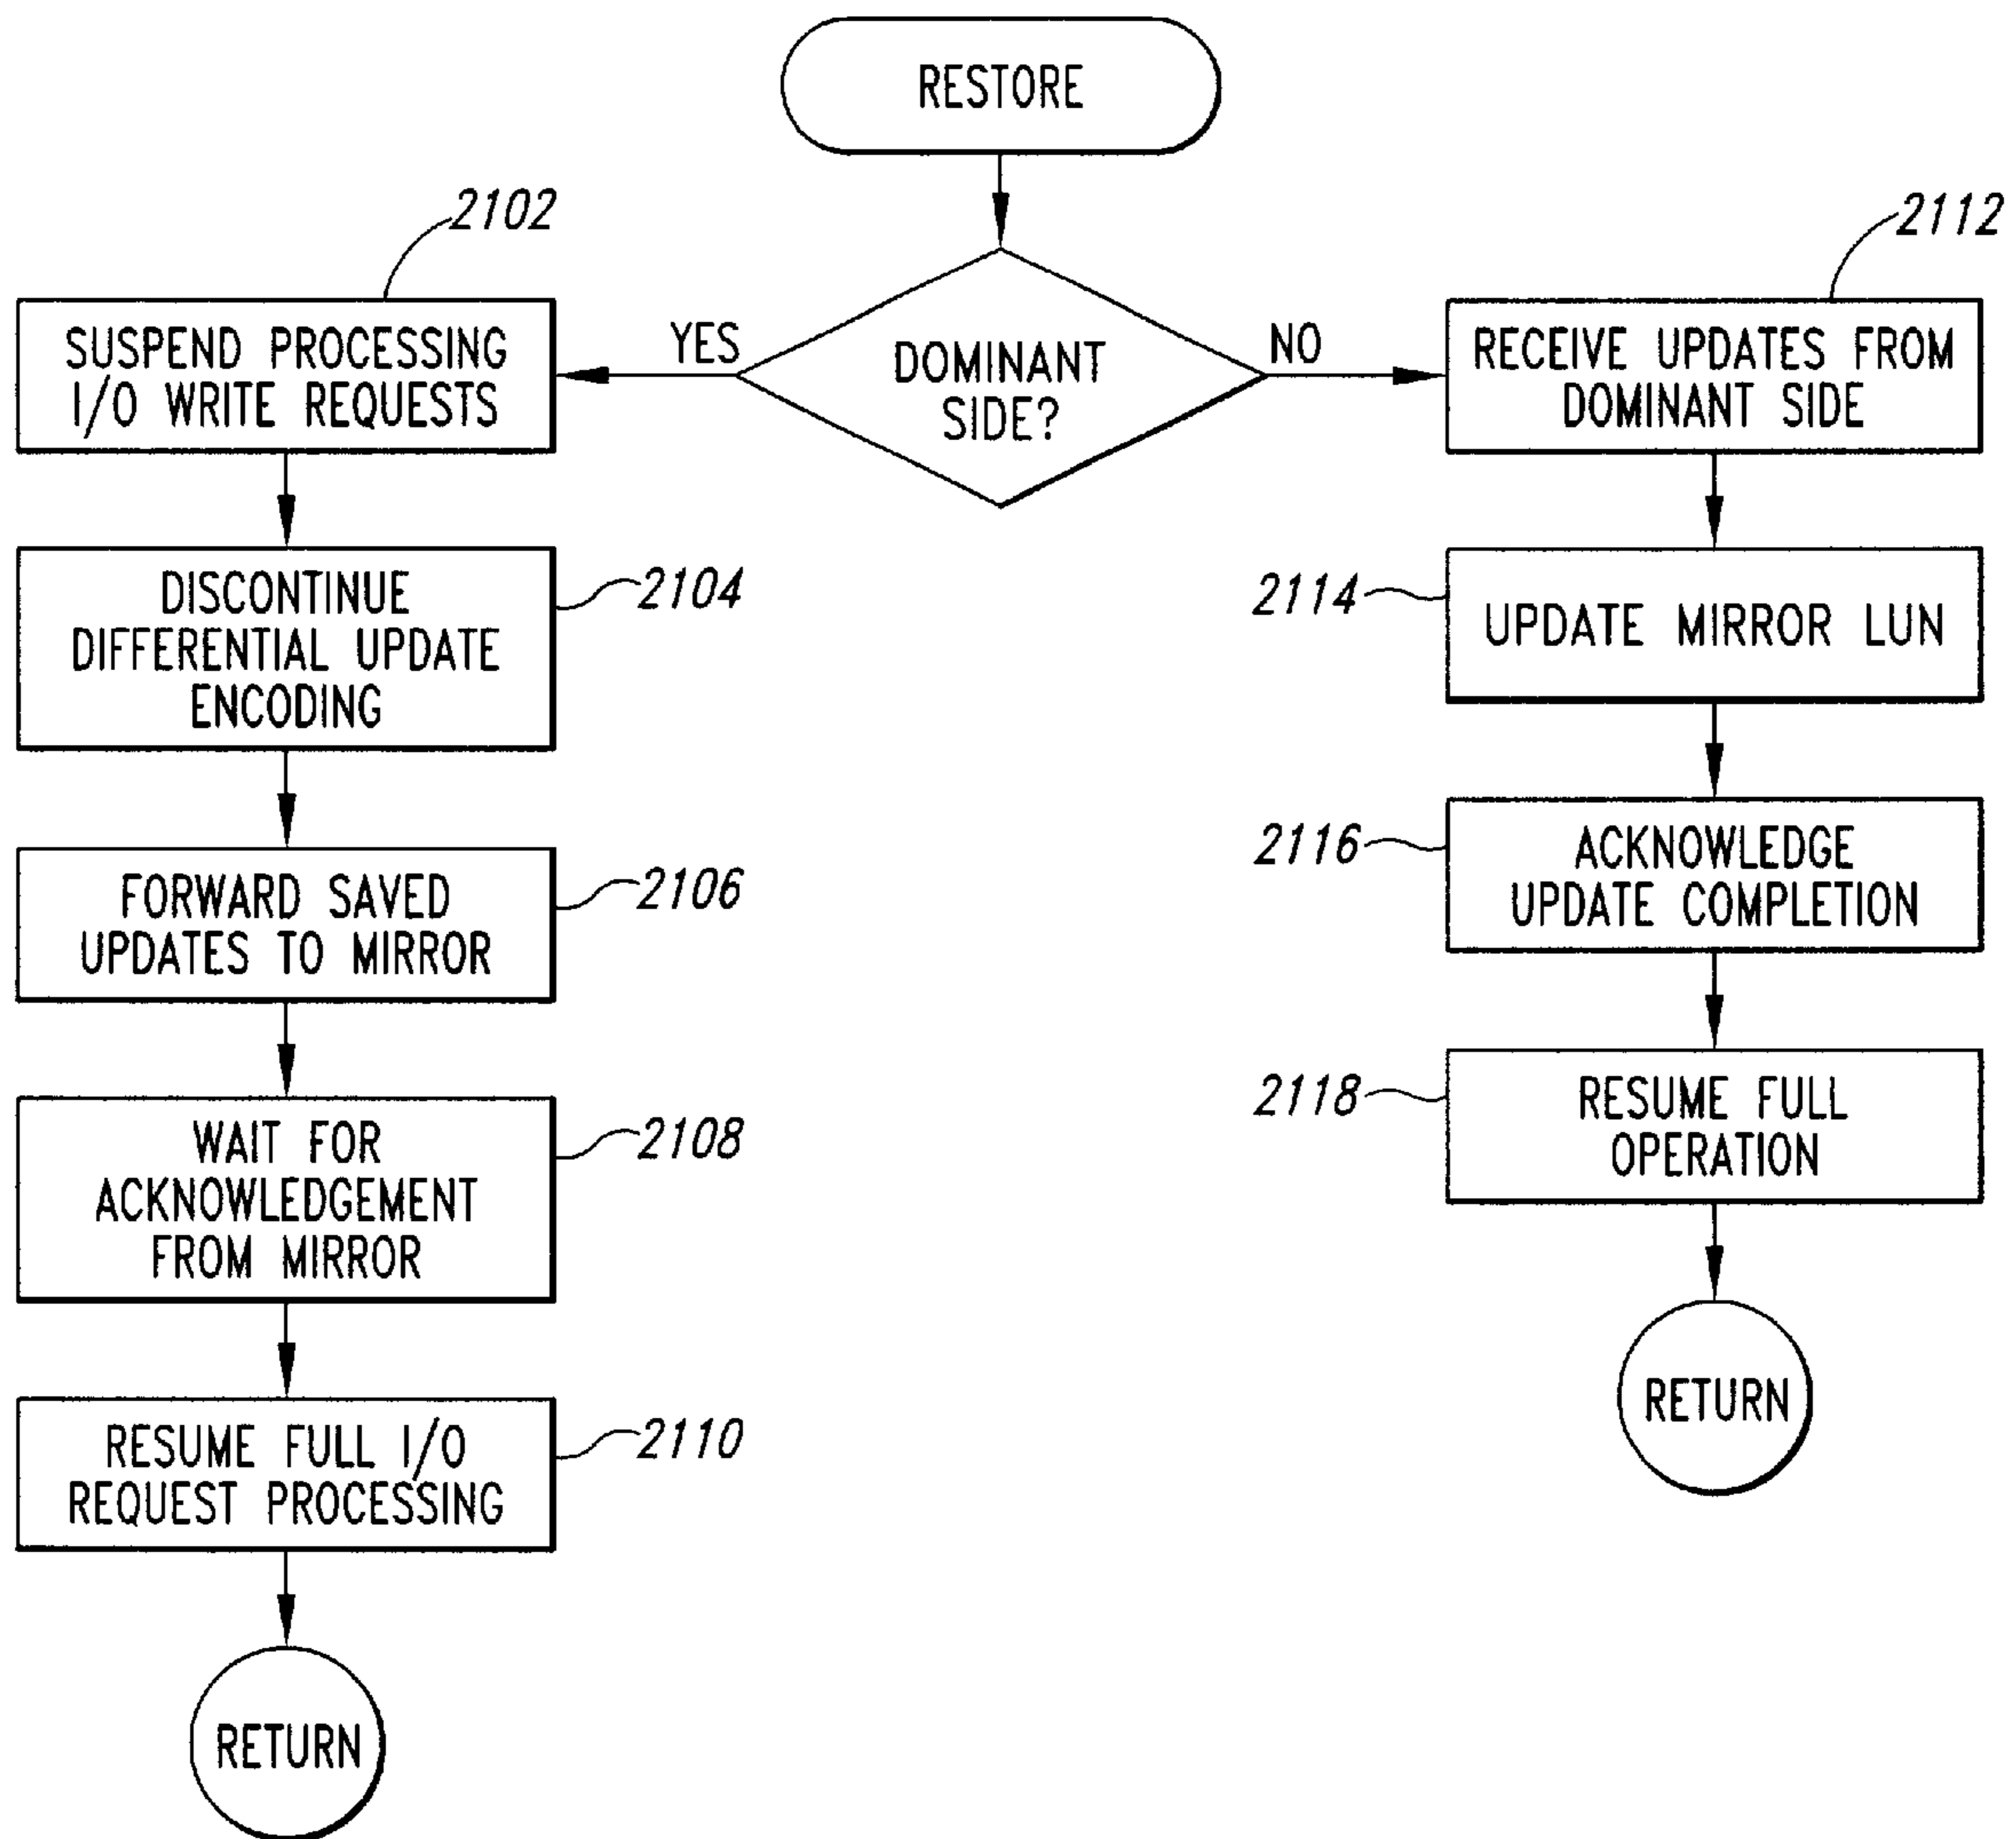 RESTORE
2102
2112
SUSPEND PROCESSING
I/O WRITE REQUESTS
YES
DOMINANT
SIDE?
NO
RECEIVE UPDATES FROM
DOMINANT SIDE
DISCONTINUE
DIFFERENTIAL UPDATE
ENCODING
2104
2114
UPDATE MIRROR LUN
FORWARD SAVED
UPDATES TO MIRROR
2106
2116
ACKNOWLEDGE
UPDATE COMPLETION
WAIT FOR
ACKNOWLEDGEMENT
FROM MIRROR
2108
2118
RESUME FULL
OPERATION
RESUME FULL I/O
REQUEST PROCESSING
2110
RETURN
RETURN